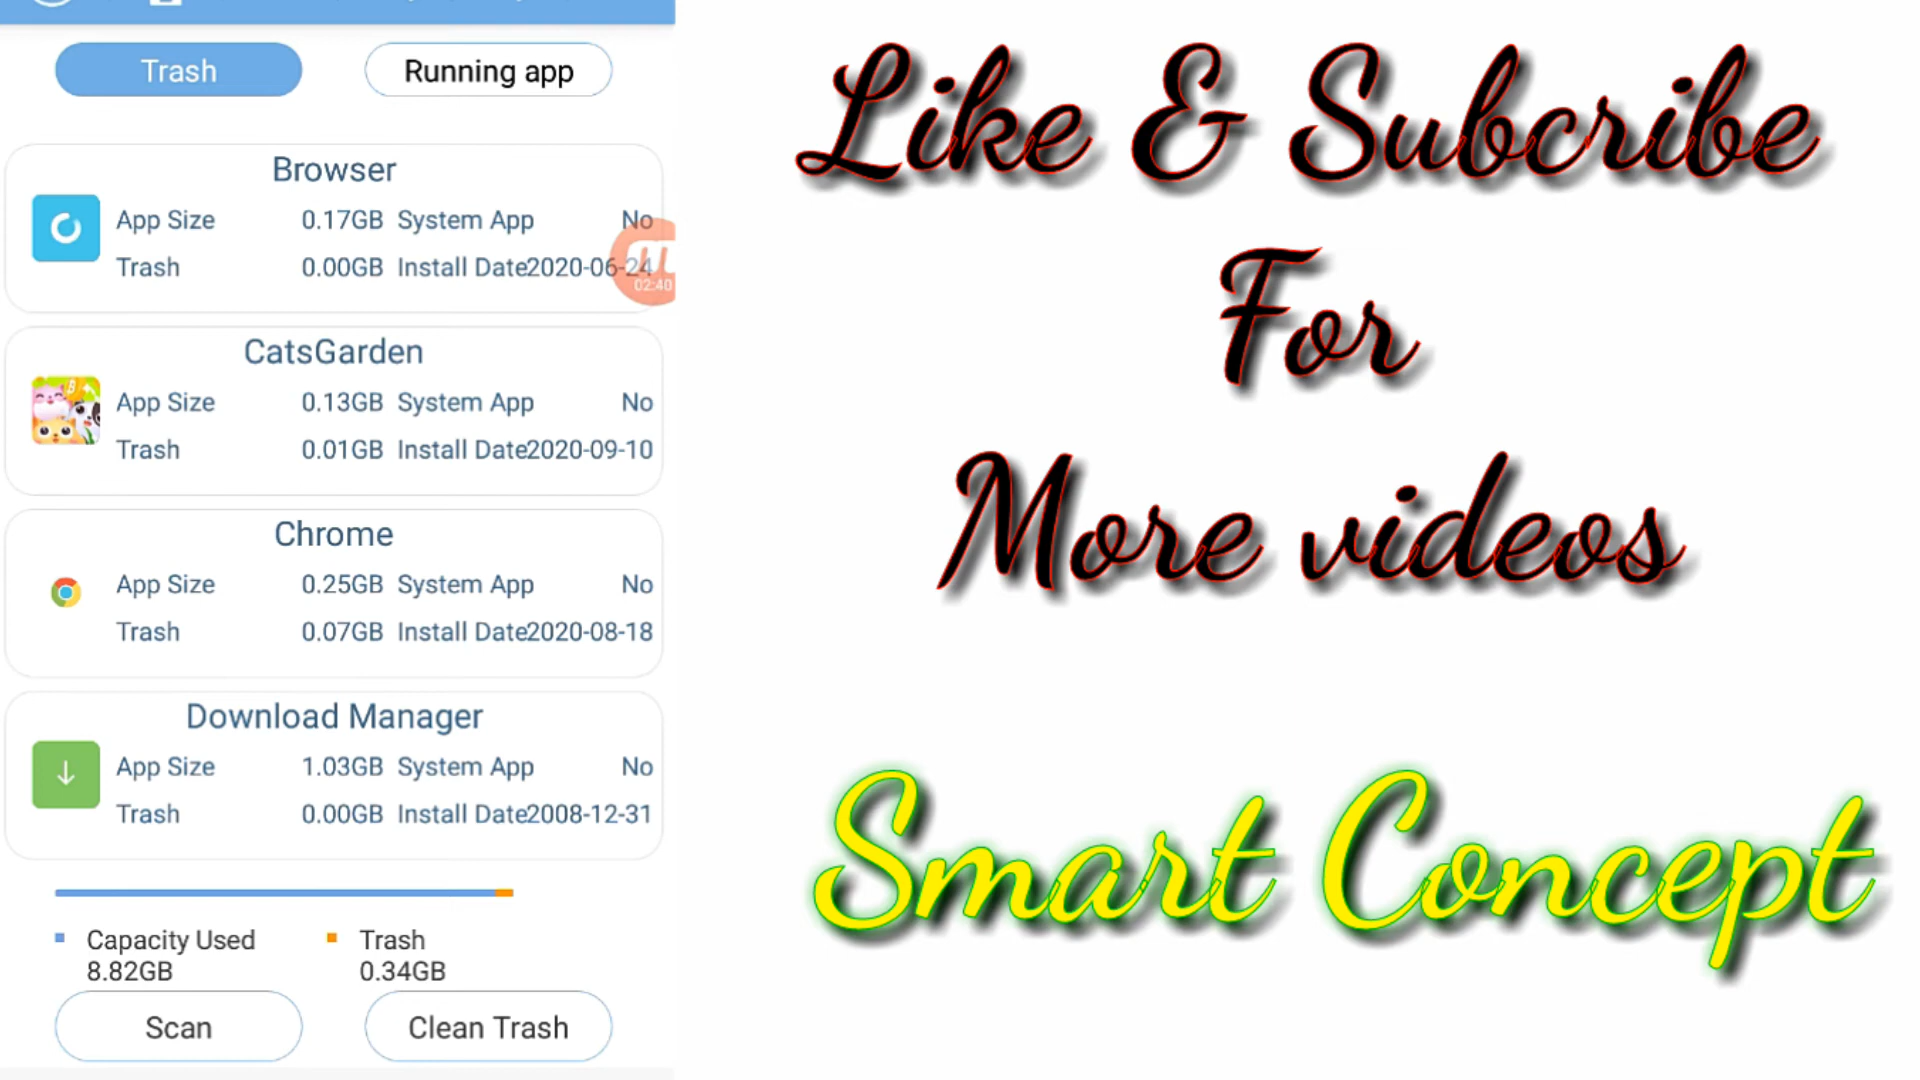 Trash
Running app
Browser
App Size 0.17GB System App No
Trash 0.00GB Install Date2020-06-24
02:40
CatsGarden
App Size 0.13GB System App No
Trash 0.01GB Install Date2020-09-10
Chrome
App Size 0.25GB System App No
Trash 0.07GB Install Date2020-08-18
Download Manager
App Size 1.03GB System App No
Trash 0.00GB Install Date2008-12-31
Capacity Used
8.82GB
Trash
0.34GB
Scan
Clean Trash
Like & Subcribe
For
More videos
Smart Concept